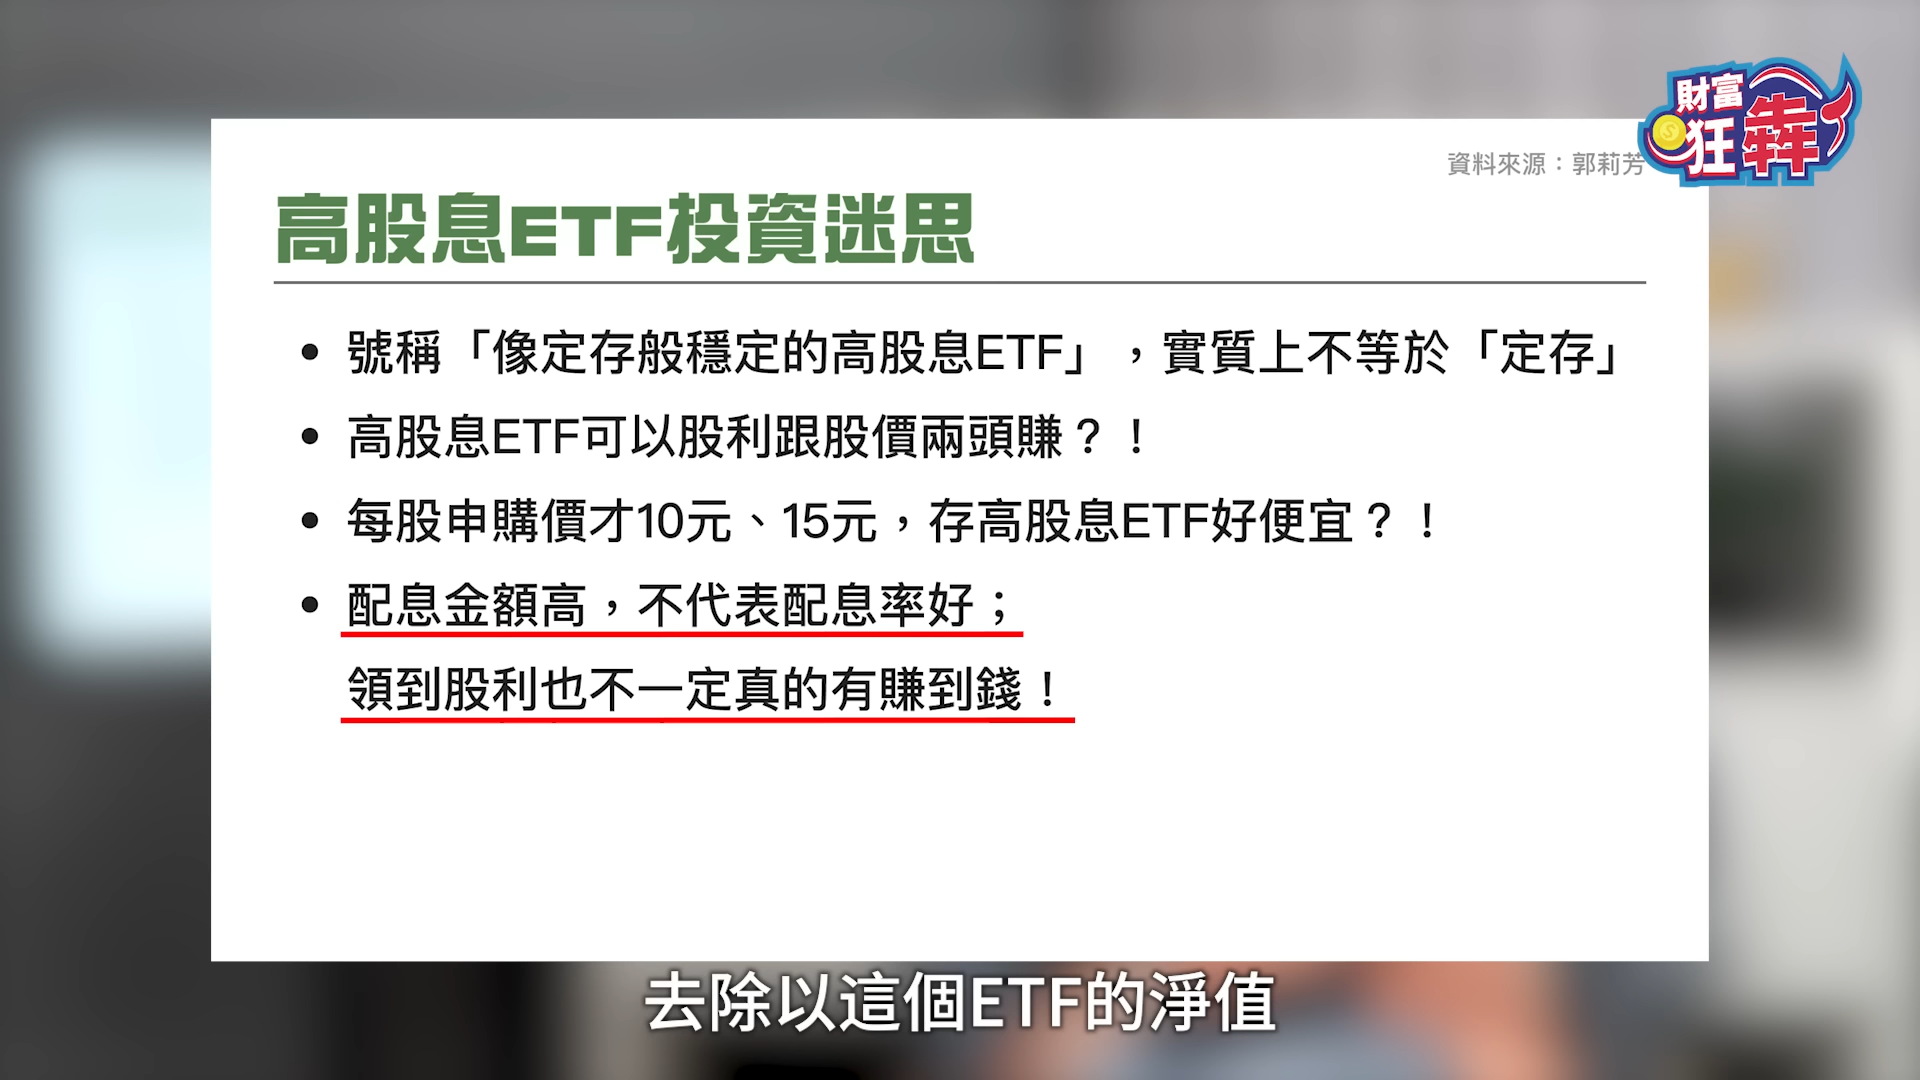 財富
狂犇
資料來源：郭莉芳
高股息ETF投資迷思
• 號稱「像定存般穩定的高股息ETF」，實質上不等於「定存」
• 高股息ETF可以股利跟股價兩頭賺？！
• 每股申購價才10元、15元，存高股息ETF好便宜？！
• 配息金額高，不代表配息率好；
領到股利也不一定真的有賺到錢！
去除以這個ETF的淨值